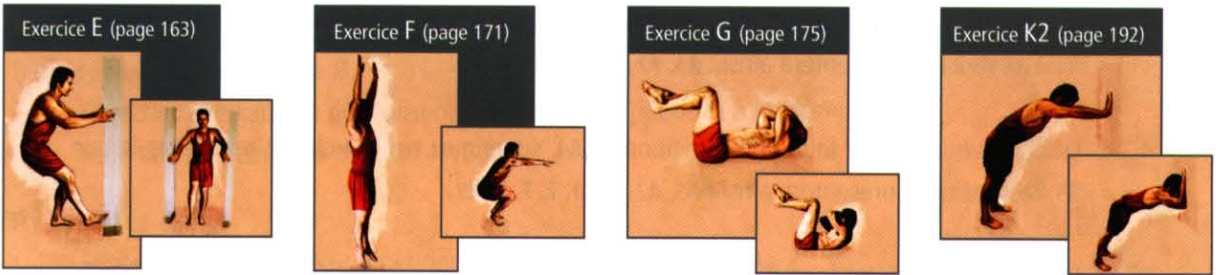 Exercice E (page 163)
Exercice F (page 171)
Exercice G (page 175)
Exercice K2 (page 192)